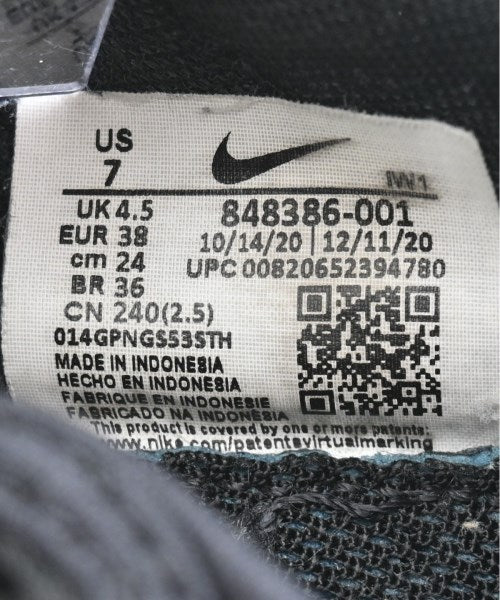 US
7
IW1
UK 4.5
848386-001
EUR 38
10/14/20 | 12/11/20
cm 24
UPC 00820652394780
BR 36
CN 240(2.5)
014GPNGS53STH
MADE IN INDONESIA
HECHO EN INDONESIA
FABRIQUE EN INDONESIE
FABRICADO NA INDONESIA
This product is covered by one or more patents:
www.nike.com/patentsvirtualmarking